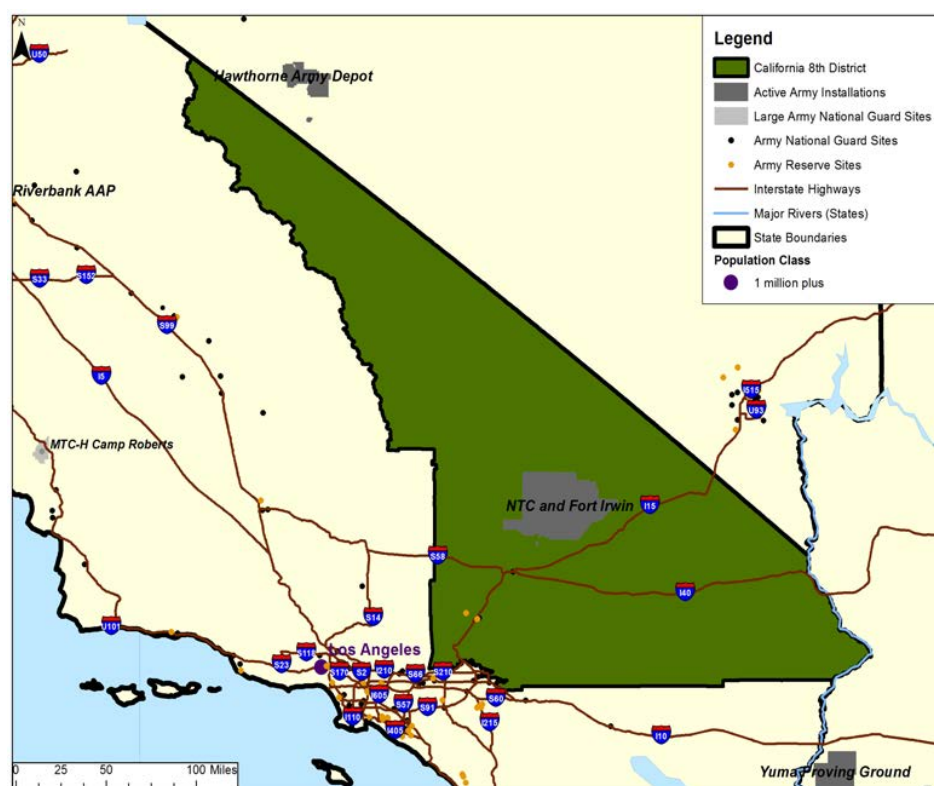 N
U50
Hawthorne Army Depot
Riverbank AAP
S33
S152
S99
I5
MTC-H Camp Roberts
NTC and Fort Irwin
I15
I515
U93
S58
I40
S14
U101
Los Angeles
S118
S23
S170
S2
I210
S66
S210
I605
S57
S91
S60
I110
I405
I215
I10
Yuma Proving Ground
0 25 50 100 Miles
Legend
California 8th District
Active Army Installations
Large Army National Guard Sites
Army National Guard Sites
Army Reserve Sites
Interstate Highways
Major Rivers (States)
State Boundaries
Population Class
1 million plus